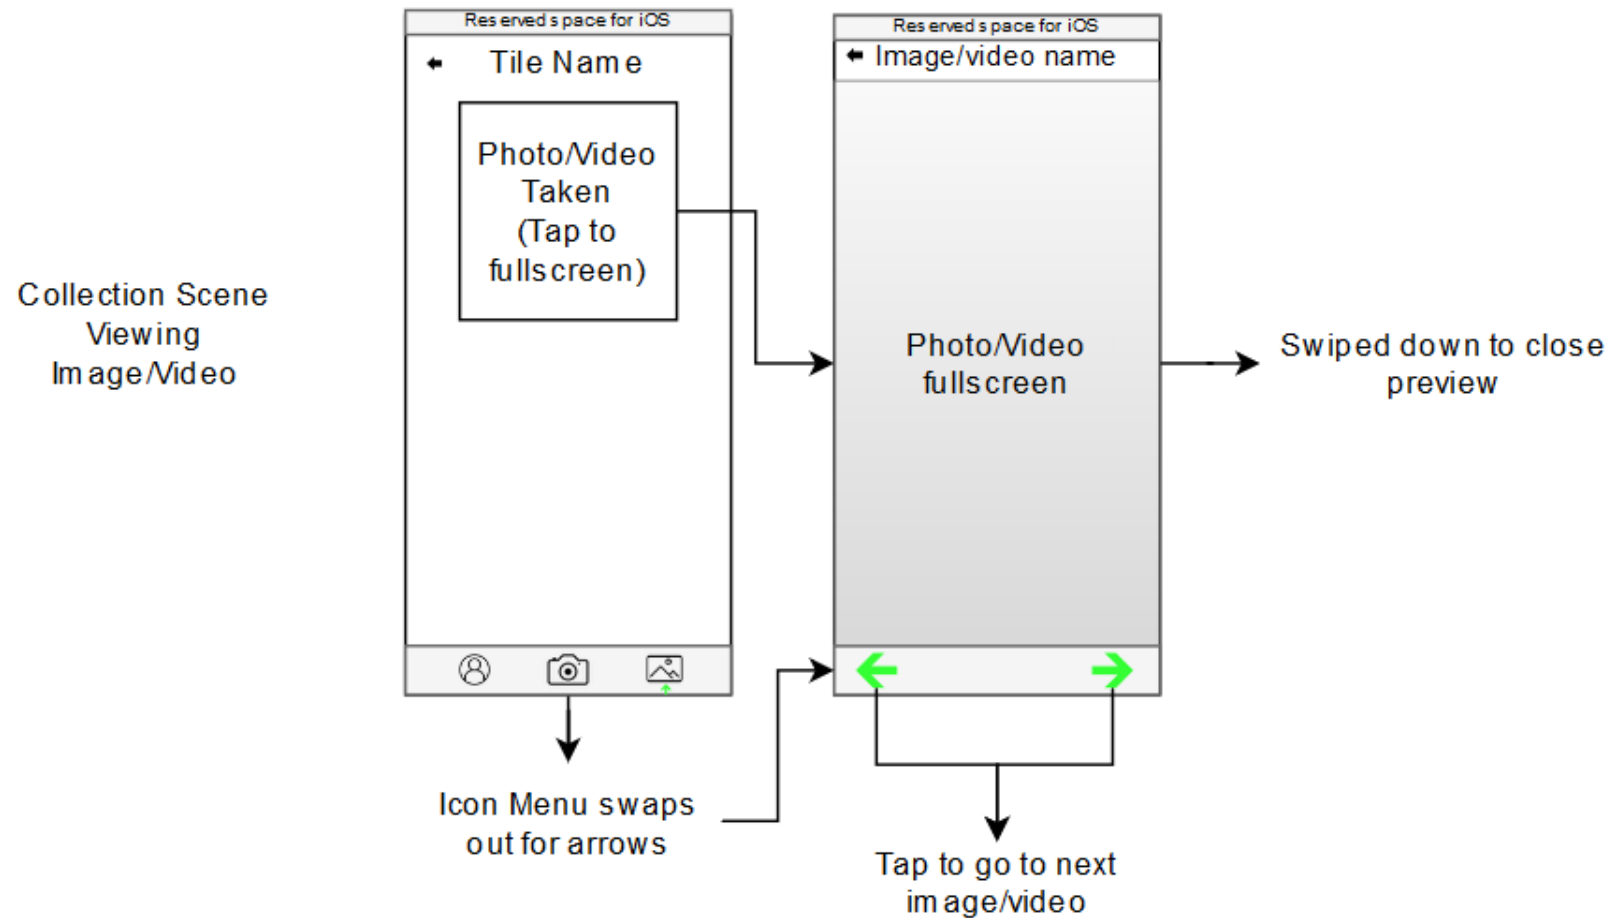 Reserved space for iOS
Tile Name
Photo/Video
Taken
(Tap to
fullscreen)
Collection Scene
Viewing
Image/Video
Reserved space for iOS
Image/video name
Photo/Video
fullscreen
Swiped down to close
preview
Icon Menu swaps
out for arrows
Tap to go to next
image/video